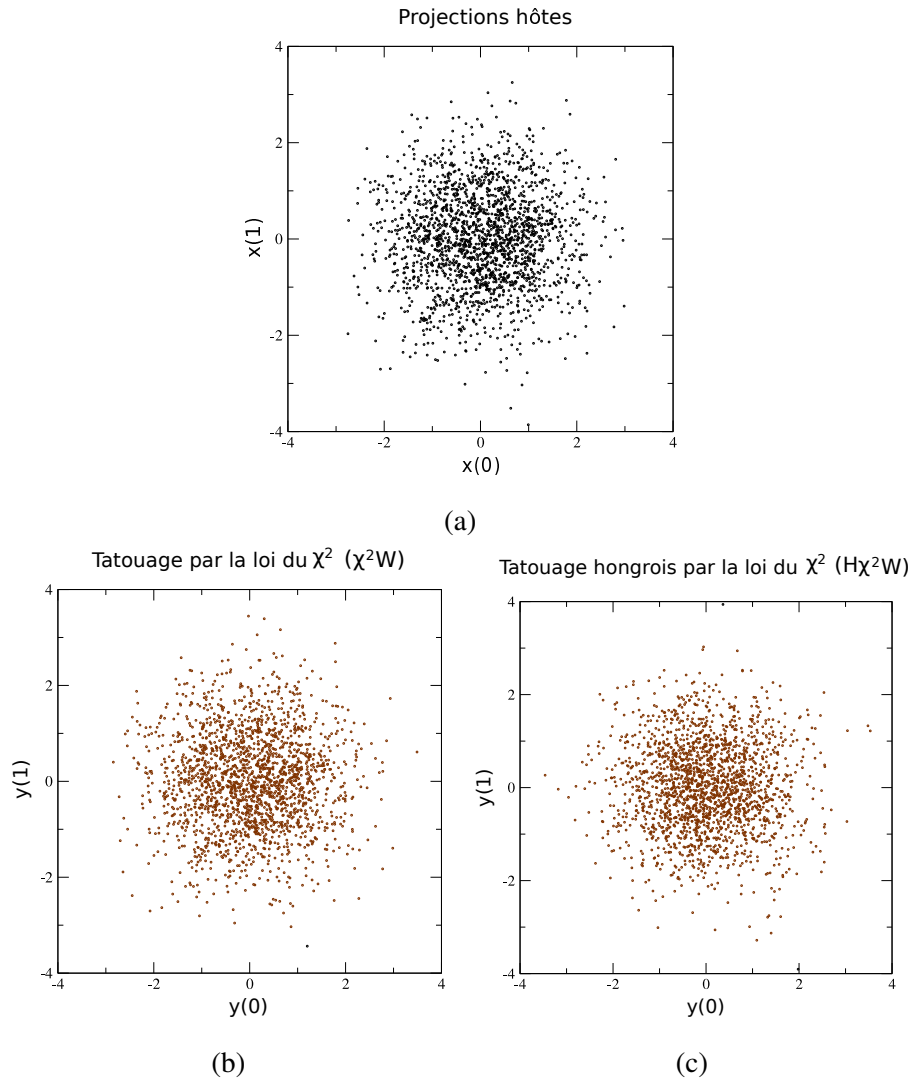 Projections hôtes
4
2
0
-2
-4
x(1)
-4 -2 0 2 4
x(0)
(a)
Tatouage par la loi du χ² (χ²W)
4
2
0
-2
-4
y(1)
-4 -2 0 2 4
y(0)
(b)
Tatouage hongrois par la loi du χ² (Hχ²W)
4
2
0
-2
-4
y(1)
-4 -2 0 2 4
y(0)
(c)